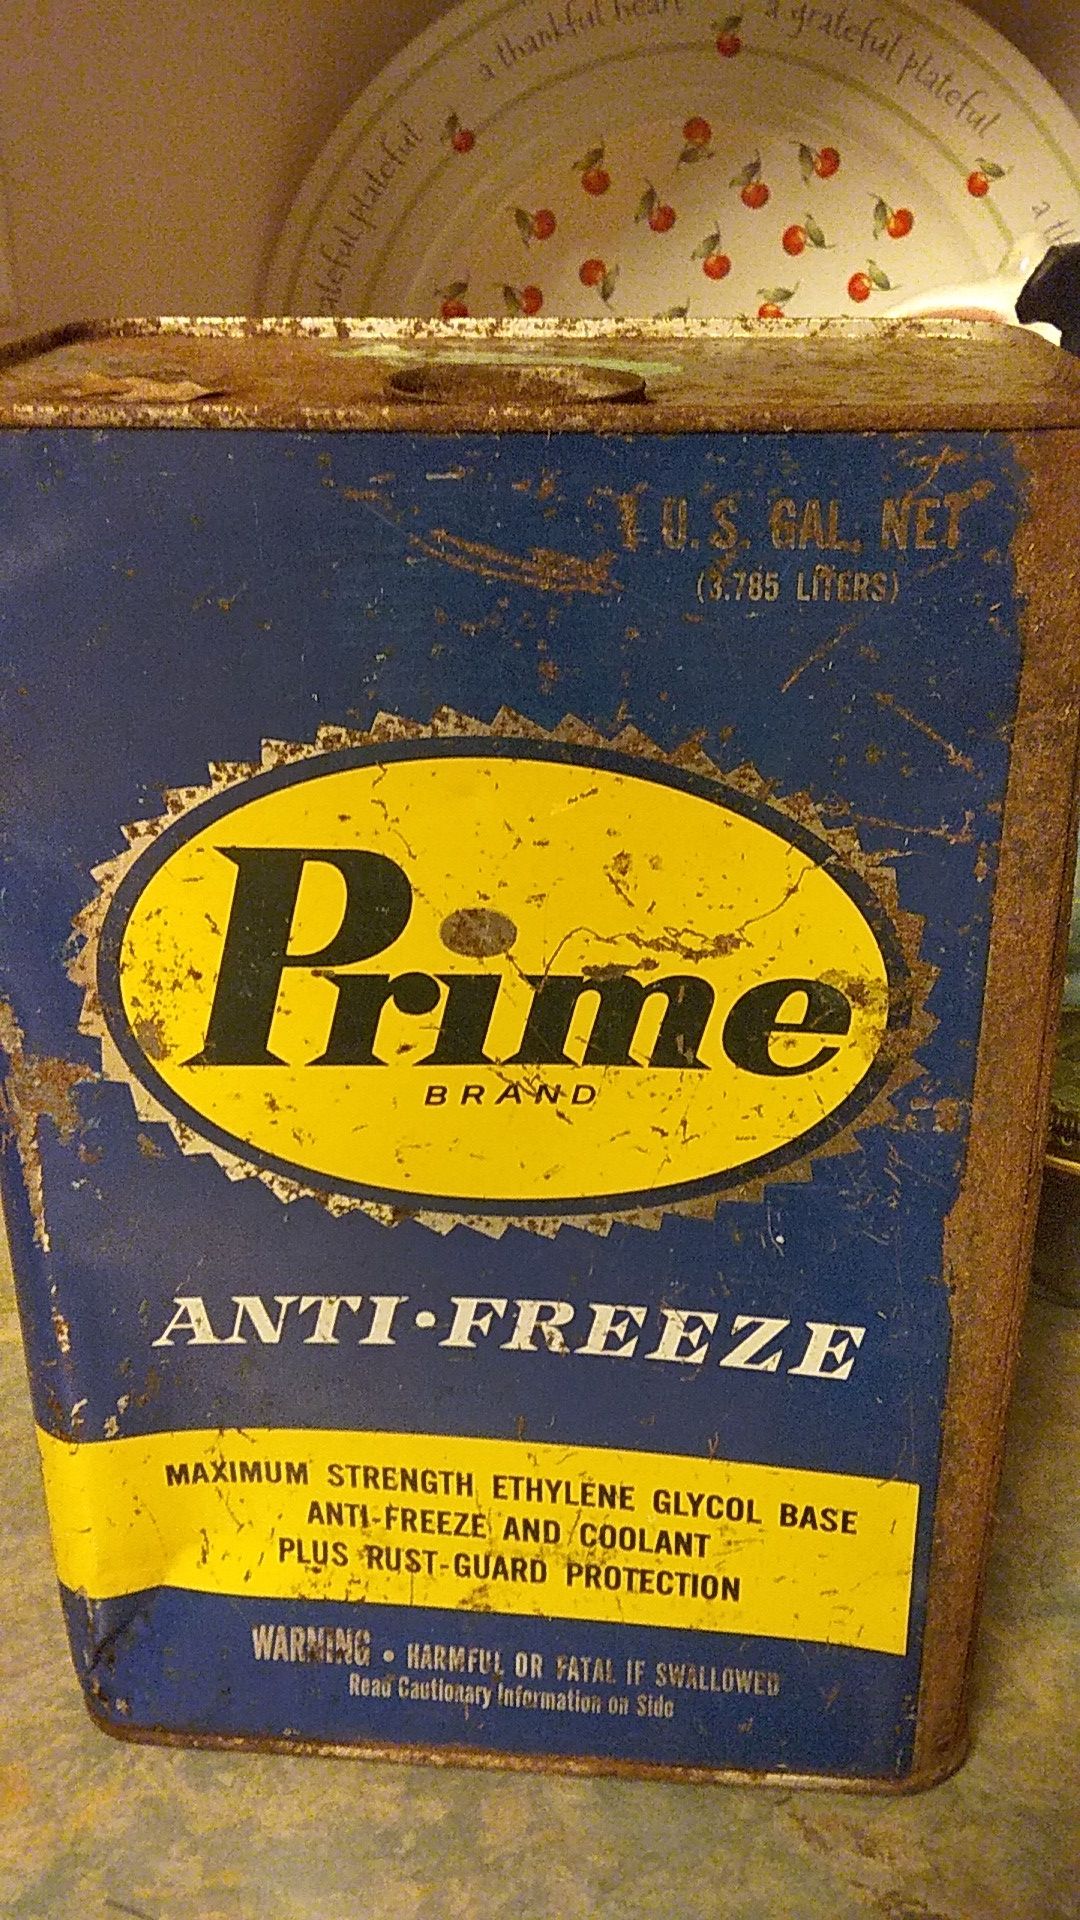 a thankful heart
a grateful plateful
ateful plateful
a th
1 U.S. GAL. NET
(3.785 LITERS)
Prime
BRAND
ANTI·FREEZE
MAXIMUM STRENGTH ETHYLENE GLYCOL BASE
ANTI-FREEZE AND COOLANT
PLUS RUST-GUARD PROTECTION
WARNING • HARMFUL OR FATAL IF SWALLOWED
Read Cautionary Information on Side